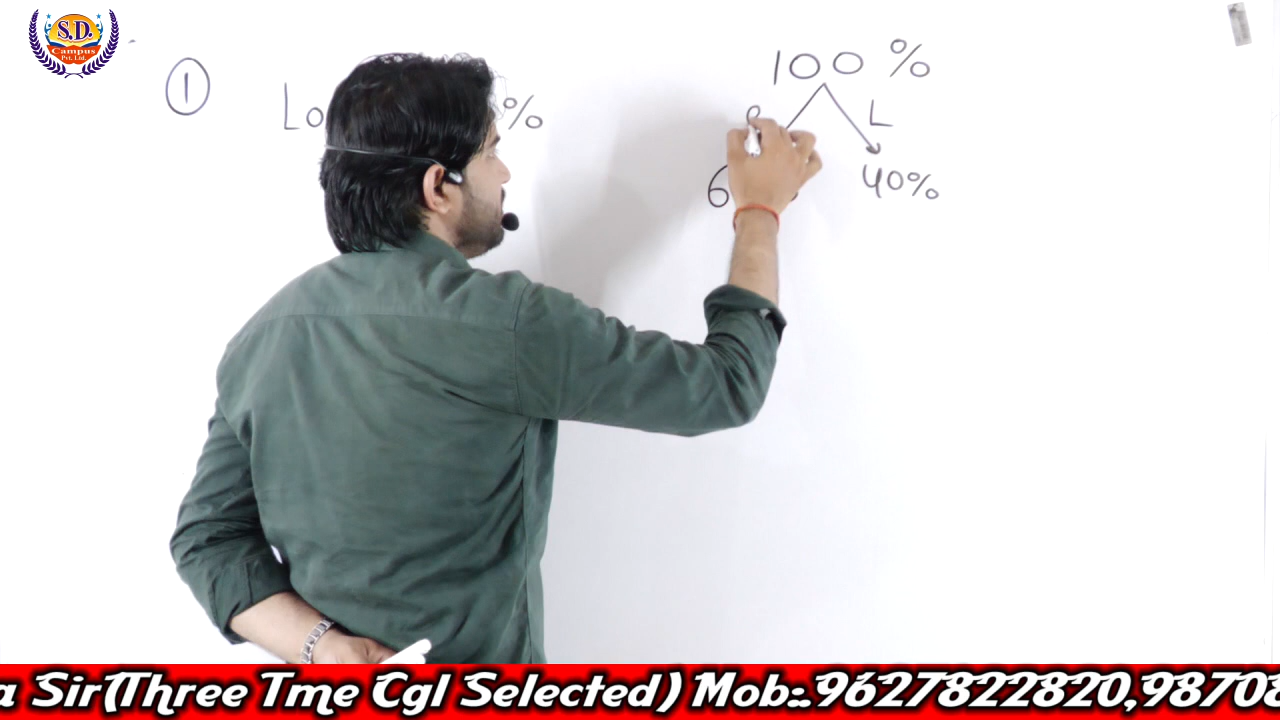 S.D.
Campus
Pvt. Ltd.
①
%
100 %
L
40%
a Sir(Three Tme Cgl Selected) Mob:.9627822820,98708